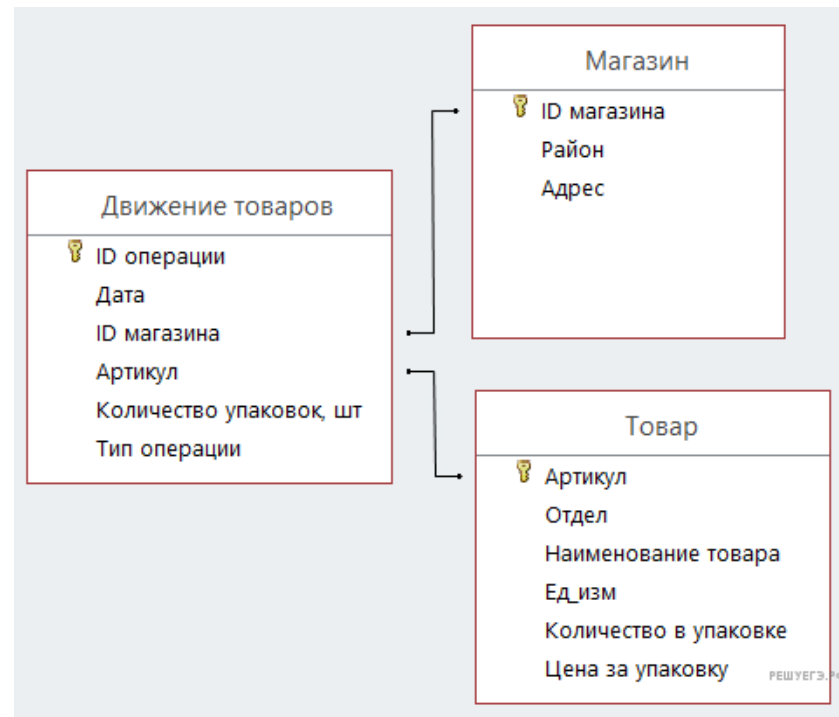 Магазин
ID магазина
Район
Адрес
Движение товаров
ID операции
Дата
ID магазина
Артикул
Количество упаковок, шт
Тип операции
Товар
Артикул
Отдел
Наименование товара
Ед_изм
Количество в упаковке
Цена за упаковку